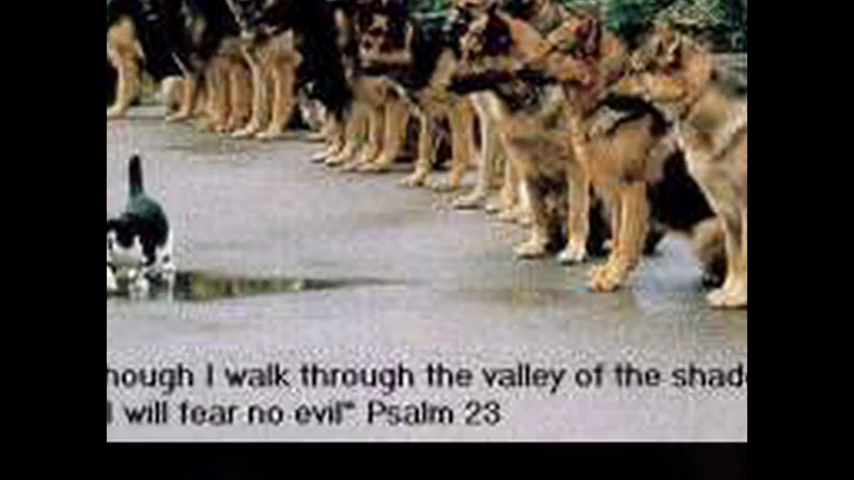 hough I walk through the valley of the shad
I will fear no evil" Psalm 23